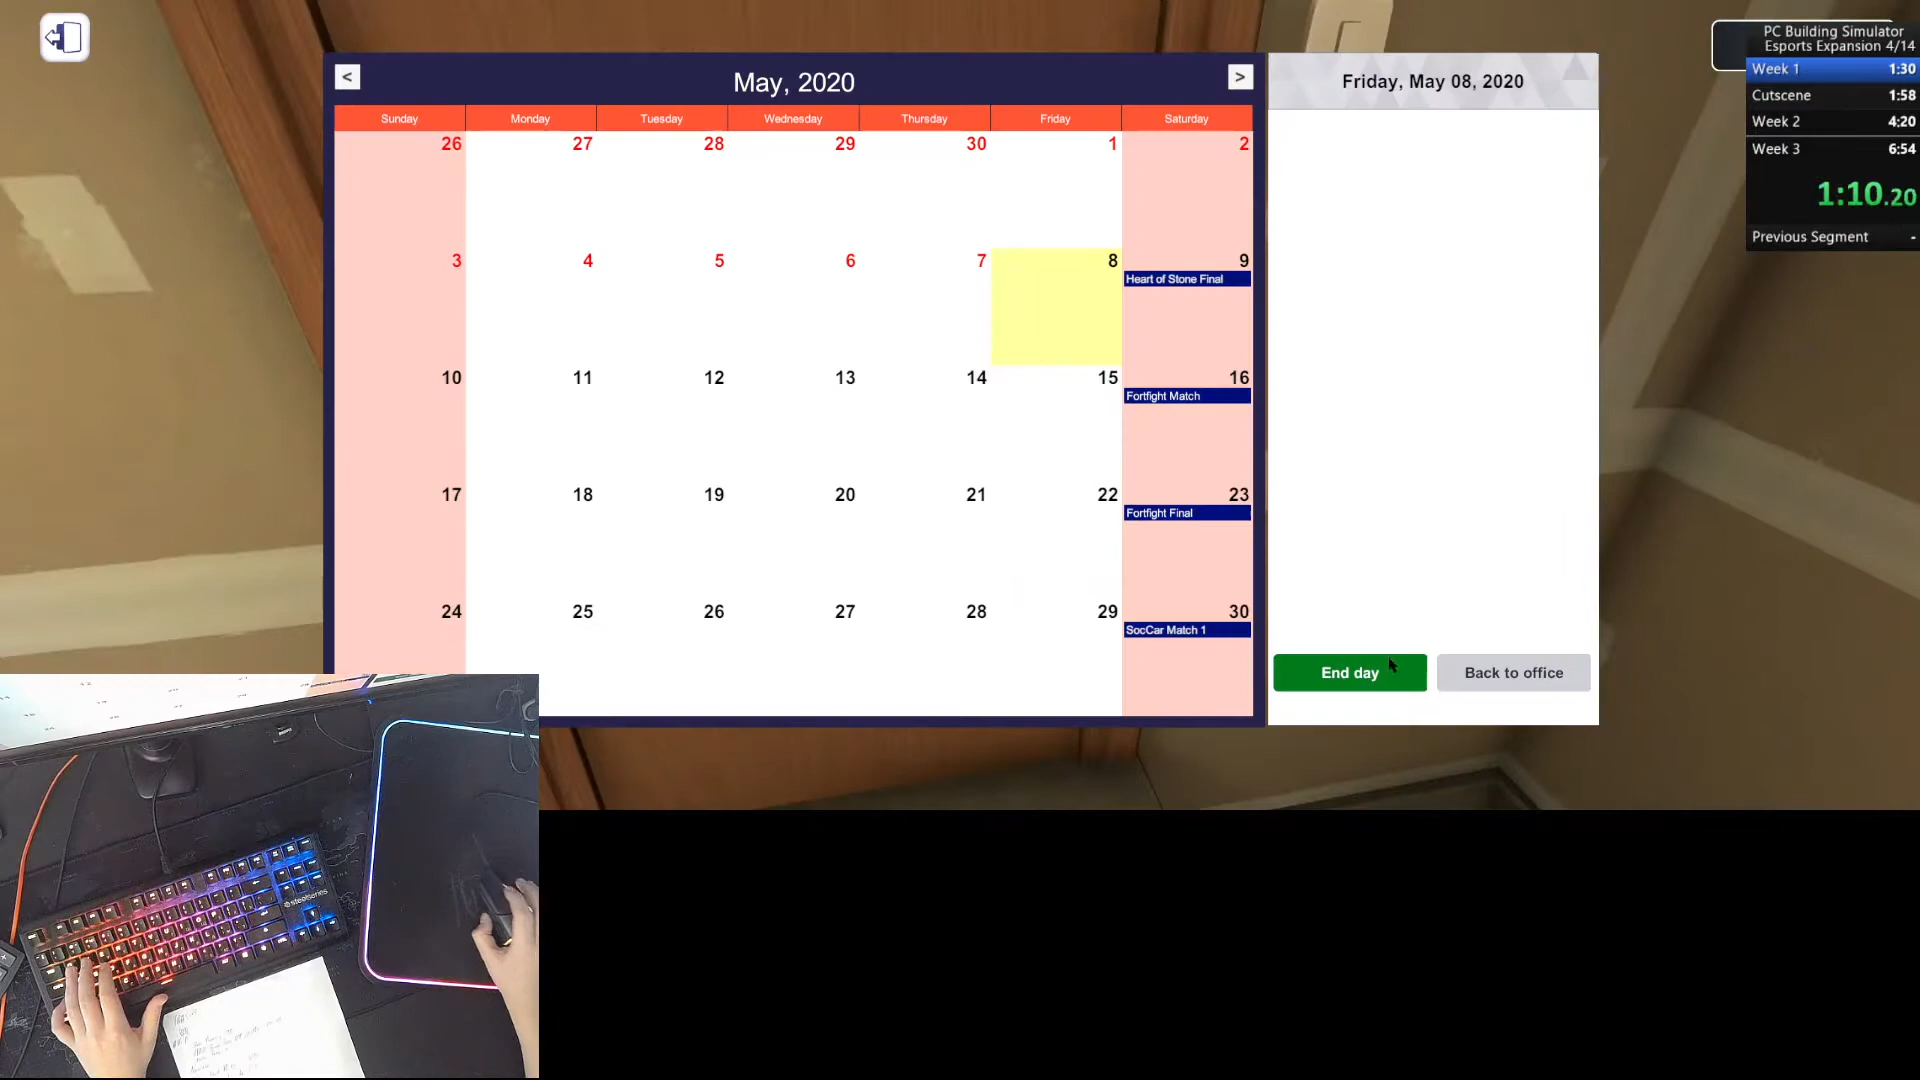 <
May, 2020
>
Sunday Monday Tuesday Wednesday Thursday Friday Saturday
26 27 28 29 30 1 2
3 4 5 6 7 8 9
Heart of Stone Final
10 11 12 13 14 15 16
Fortfight Match
17 18 19 20 21 22 23
Fortfight Final
24 25 26 27 28 29 30
SocCar Match 1
Friday, May 08, 2020
End day
Back to office
PC Building Simulator
Esports Expansion 4/14
Week 1 1:30
Cutscene 1:58
Week 2 4:20
Week 3 6:54
1:10.20
Previous Segment -
steelseries